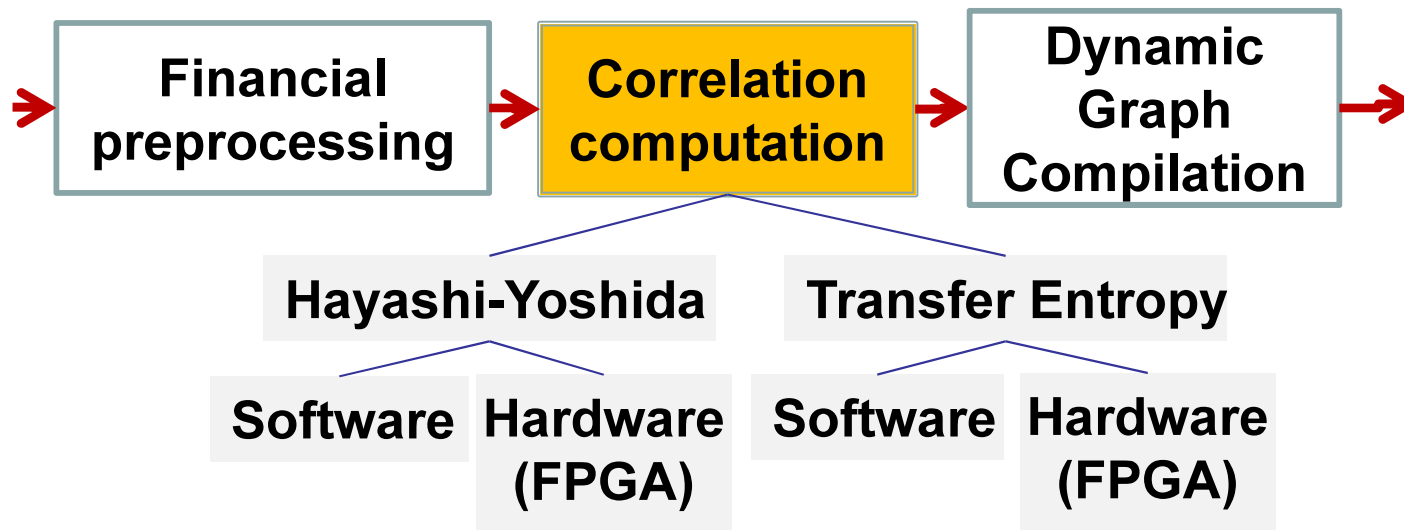 Financial
preprocessing
Correlation
computation
Dynamic
Graph
Compilation
Hayashi-Yoshida
Transfer Entropy
Software
Hardware
(FPGA)
Software
Hardware
(FPGA)